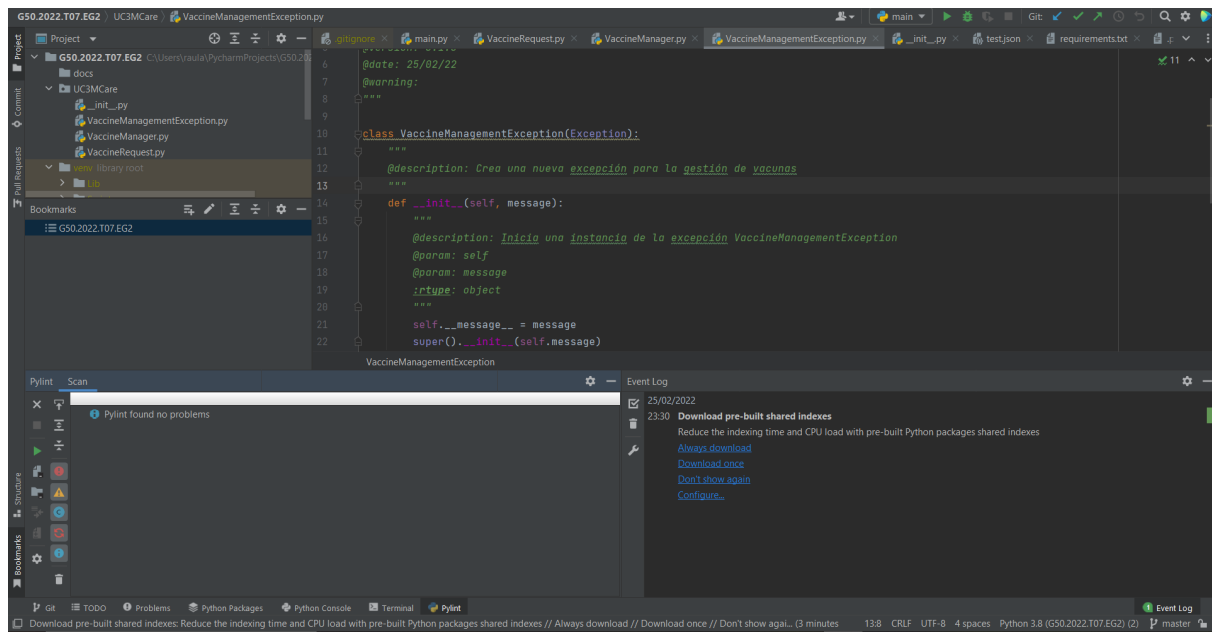 G50.2022.T07.EG2 UC3MCare VaccineManagementException.py
main Git:
Project
.gitignore main.py VaccineRequest.py VaccineManager.py VaccineManagementException.py __init__.py test.json requirements.txt
Project
Commit
Pull Requests
G50.2022.T07.EG2 C:\Users\raula\PycharmProjects\G50.202
docs
UC3MCare
__init__.py
VaccineManagementException.py
VaccineManager.py
VaccineRequest.py
venv library root
Lib
Bookmarks
G50.2022.T07.EG2
11
6 @date: 25/02/22
7 @warning:
8 """
9
10 class VaccineManagementException(Exception):
11 """
12 @description: Crea una nueva excepción para la gestión de vacunas
13 """
14 def __init__(self, message):
15 """
16 @description: Inicia una instancia de la excepción VaccineManagementException
17 @param: self
18 @param: message
19 :rtype: object
20 """
21 self.__message__ = message
22 super().__init__(self.message)
VaccineManagementException
Pylint Scan
Pylint found no problems
Structure
Bookmarks
Event Log
25/02/2022
23:30 Download pre-built shared indexes
Reduce the indexing time and CPU load with pre-built Python packages shared indexes
Always download
Download once
Don't show again
Configure...
Git TODO Problems Python Packages Python Console Terminal Pylint 1 Event Log
Download pre-built shared indexes: Reduce the indexing time and CPU load with pre-built Python packages shared indexes // Always download // Download once // Don't show agai... (3 minutes 13:8 CRLF UTF-8 4 spaces Python 3.8 (G50.2022.T07.EG2) (2) master